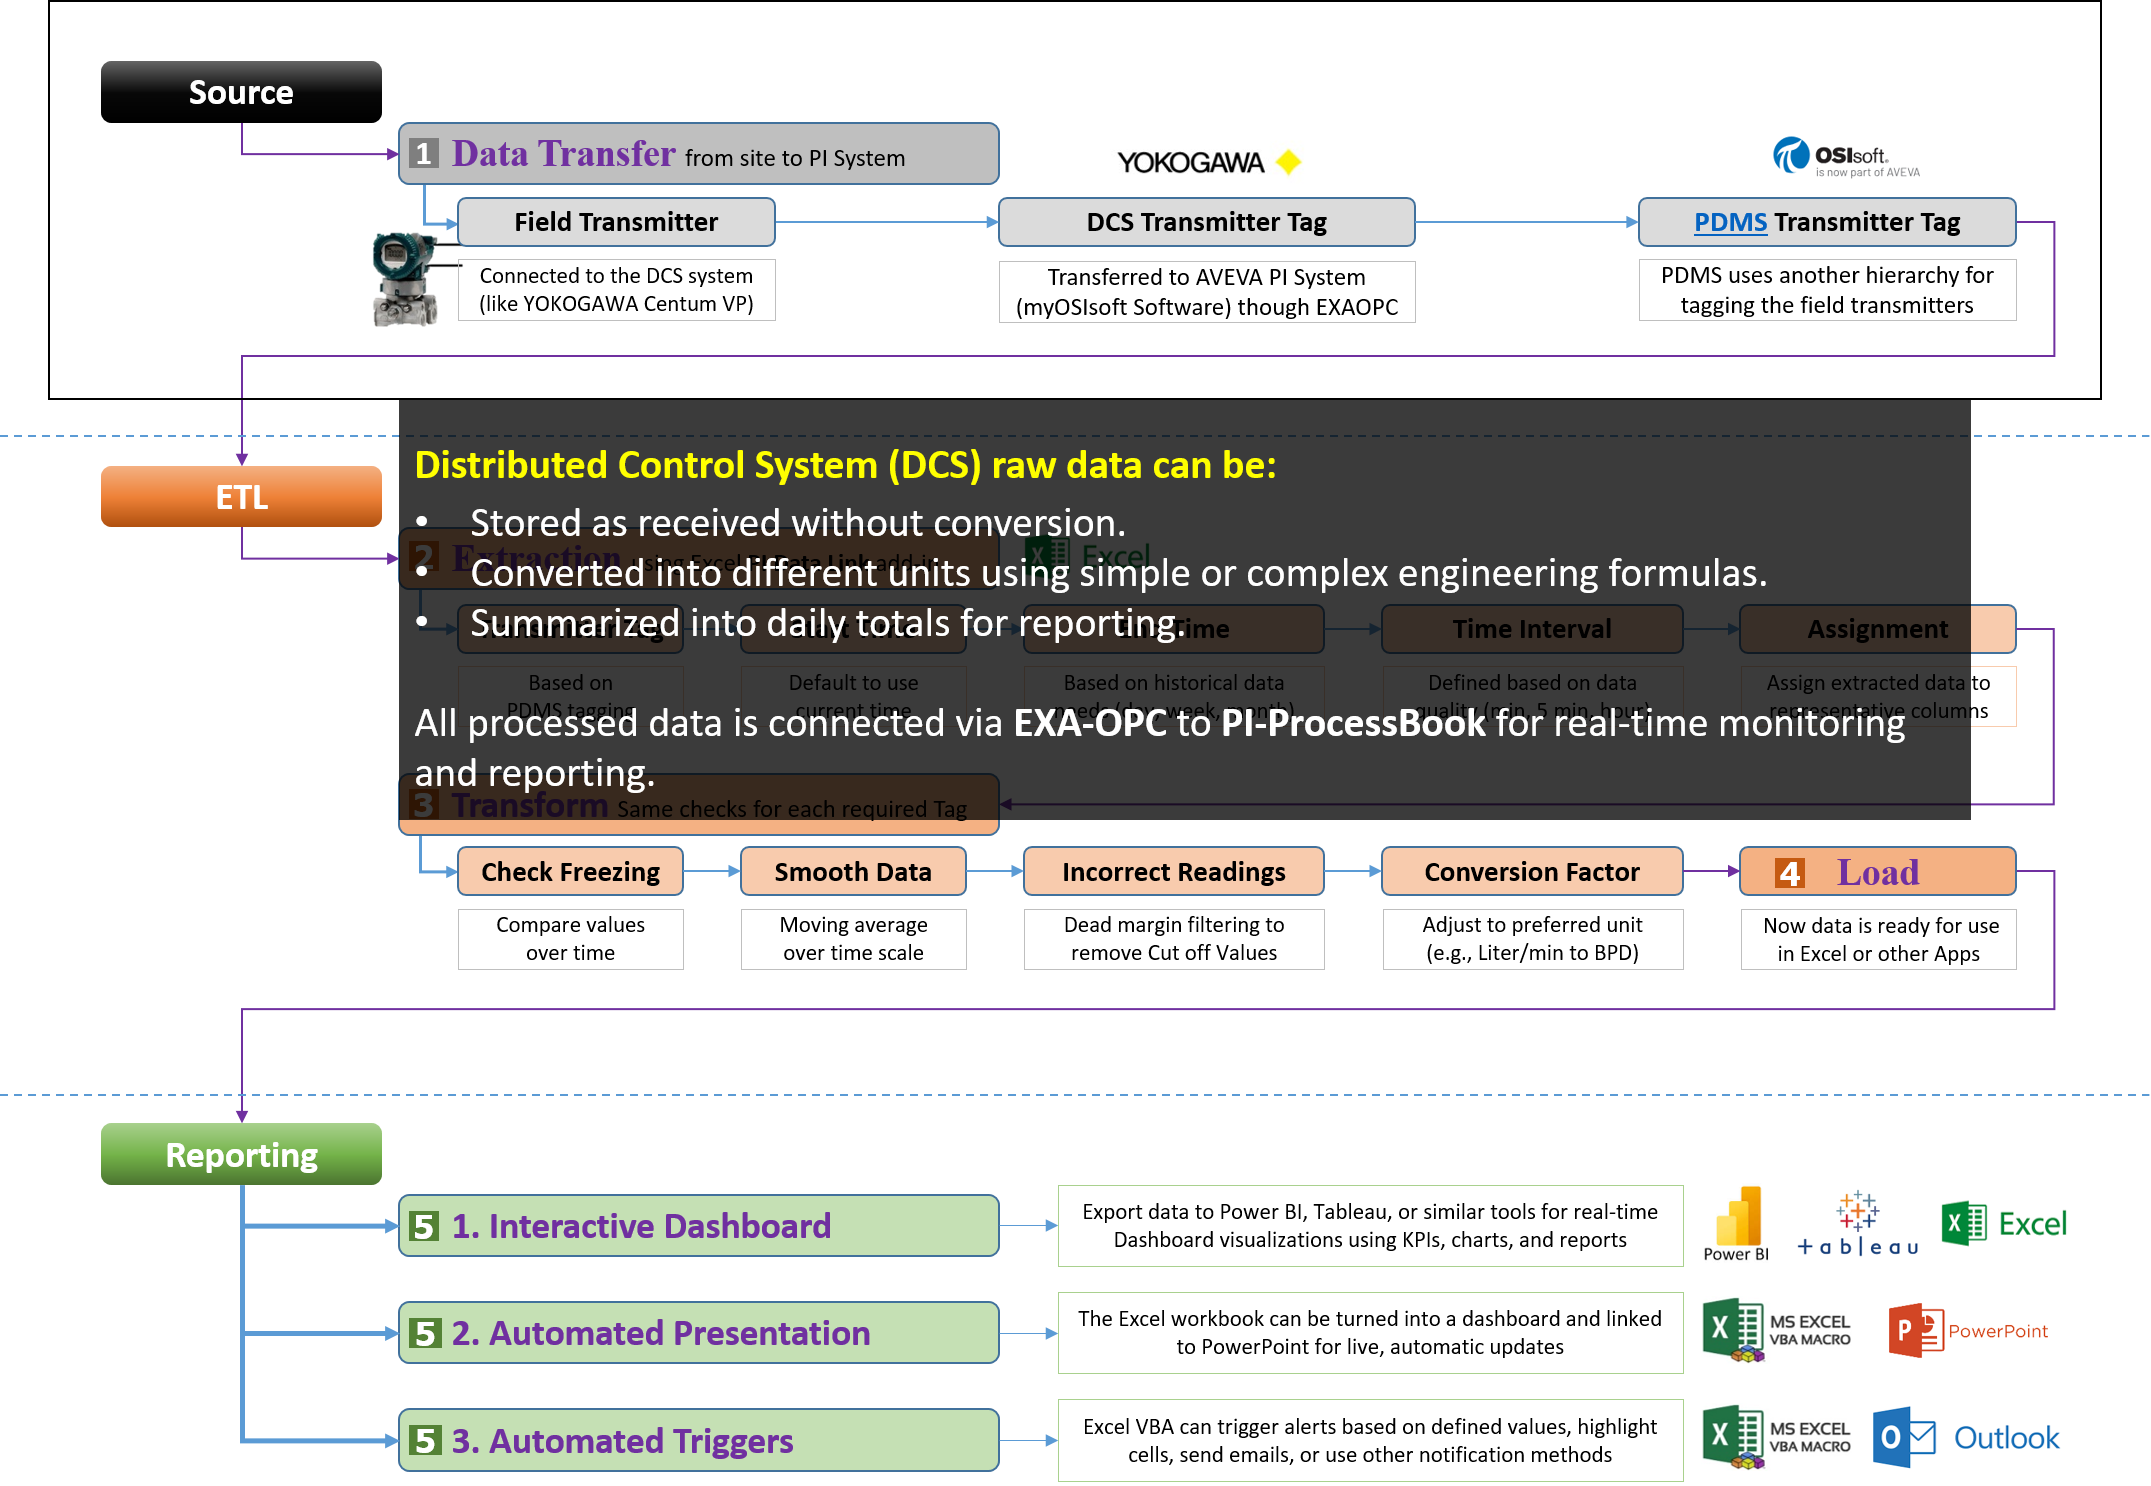 Source
1 Data Transfer from site to PI System
YOKOGAWA
OSIsoft.
is now part of AVEVA
Field Transmitter
DCS Transmitter Tag
PDMS Transmitter Tag
Connected to the DCS system
(like YOKOGAWA Centum VP)
Transferred to AVEVA PI System
(myOSIsoft Software) though EXAOPC
PDMS uses another hierarchy for
tagging the field transmitters
ETL
Distributed Control System (DCS) raw data can be:
• Stored as received without conversion.
• Converted into different units using simple or complex engineering formulas.
• Summarized into daily totals for reporting.
All processed data is connected via EXA-OPC to PI-ProcessBook for real-time monitoring
and reporting.
2 Extraction using Excel PI Data Link add-in
Excel
Transmitter Tag
Start Time
End Time
Time Interval
Assignment
Based on
PDMS tagging
Default to use
current time
Based on historical data
needs (day, week, month)
Defined based on data
quality (min, 5 min, hour)
Assign extracted data to
representative columns
3 Transform Same checks for each required Tag
Check Freezing
Smooth Data
Incorrect Readings
Conversion Factor
4 Load
Compare values
over time
Moving average
over time scale
Dead margin filtering to
remove Cut off Values
Adjust to preferred unit
(e.g., Liter/min to BPD)
Now data is ready for use
in Excel or other Apps
Reporting
5 1. Interactive Dashboard
Export data to Power BI, Tableau, or similar tools for real-time
Dashboard visualizations using KPIs, charts, and reports
Power BI
tableau
Excel
5 2. Automated Presentation
The Excel workbook can be turned into a dashboard and linked
to PowerPoint for live, automatic updates
MS EXCEL
VBA MACRO
PowerPoint
5 3. Automated Triggers
Excel VBA can trigger alerts based on defined values, highlight
cells, send emails, or use other notification methods
MS EXCEL
VBA MACRO
Outlook